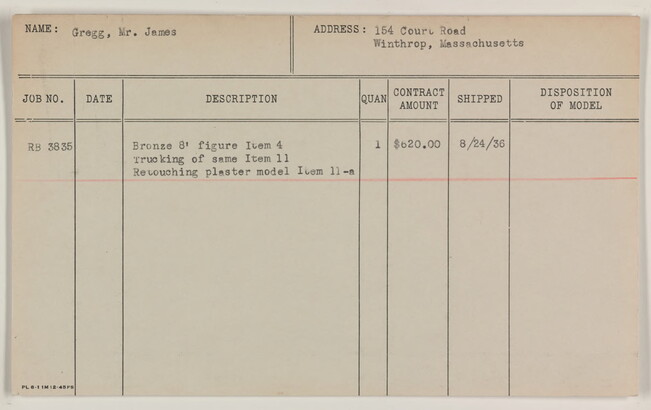 NAME: Gregg, Mr. James
ADDRESS: 154 Court Road
Winthrop, Massachusetts
JOB NO. DATE DESCRIPTION QUAN CONTRACT AMOUNT SHIPPED DISPOSITION OF MODEL
RB 3835 Bronze 8' figure Item 4 1 $620.00 8/24/36
Trucking of same Item 11
Retouching plaster model Item 11-a